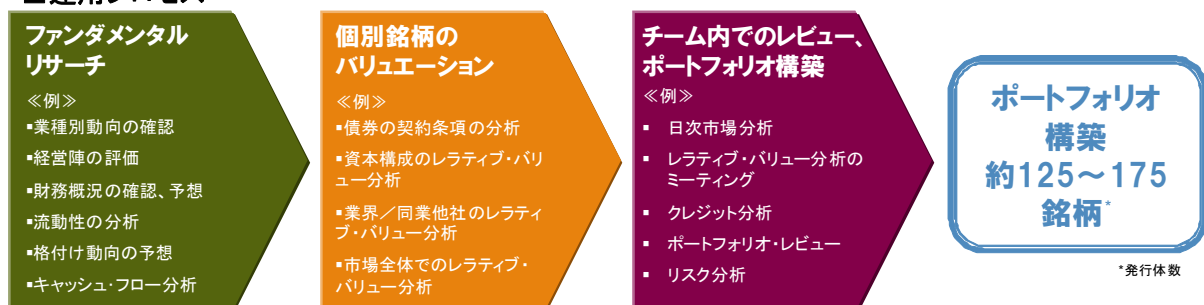 ファンダメンタル
リサーチ
≪例≫
▪業種別動向の確認
▪経営陣の評価
▪財務概況の確認、予想
▪流動性の分析
▪格付け動向の予想
▪キャッシュ・フロー分析
個別銘柄の
バリュエーション
≪例≫
▪債券の契約条項の分析
▪資本構成のレラティブ・バリ
ュー分析
▪業界／同業他社のレラティ
ブ・バリュー分析
▪市場全体でのレラティブ・
バリュー分析
チーム内でのレビュー、
ポートフォリオ構築
≪例≫
▪ 日次市場分析
▪ レラティブ・バリュー分析の
ミーティング
▪ クレジット分析
▪ ポートフォリオ・レビュー
▪ リスク分析
ポートフォリオ
構築
約125～175
銘柄*
*発行体数